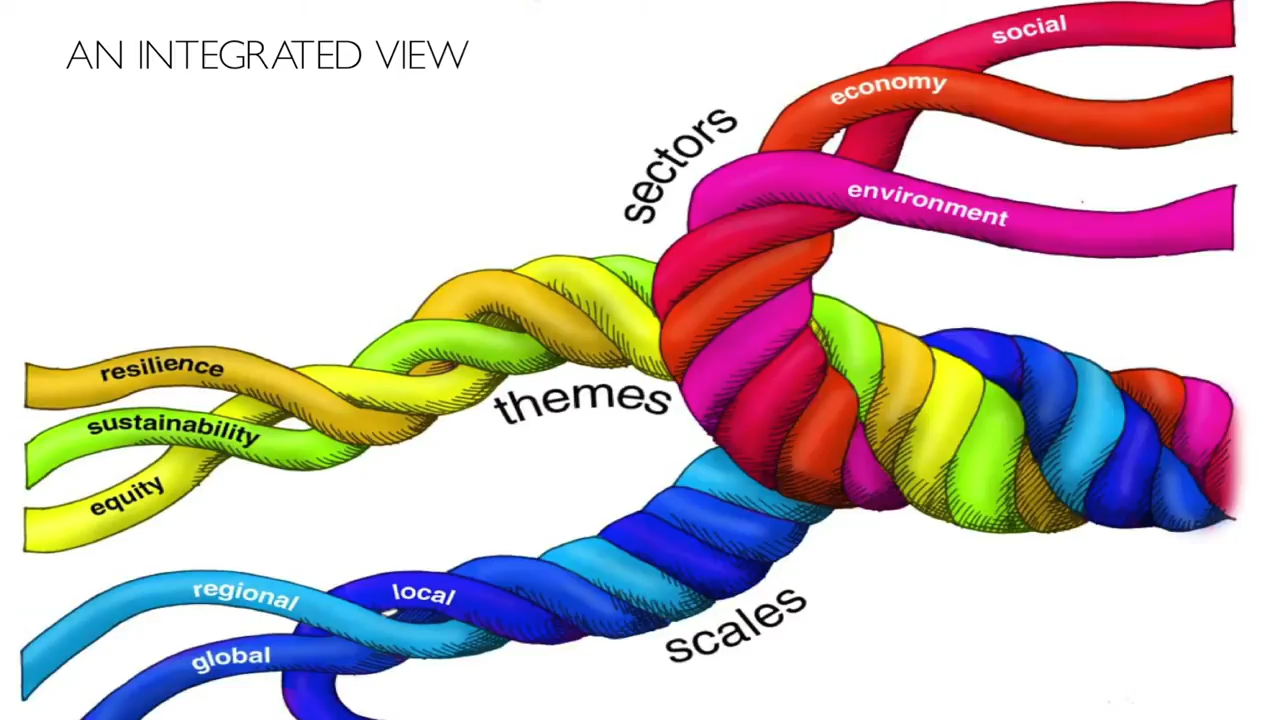 AN INTEGRATED VIEW
social
economy
sectors
environment
resilience
themes
sustainability
equity
regional
local
scales
global